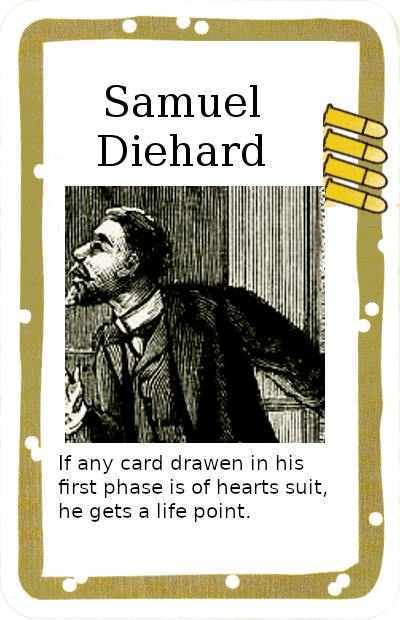 Samuel
Diehard
If any card drawen in his
first phase is of hearts suit,
he gets a life point.